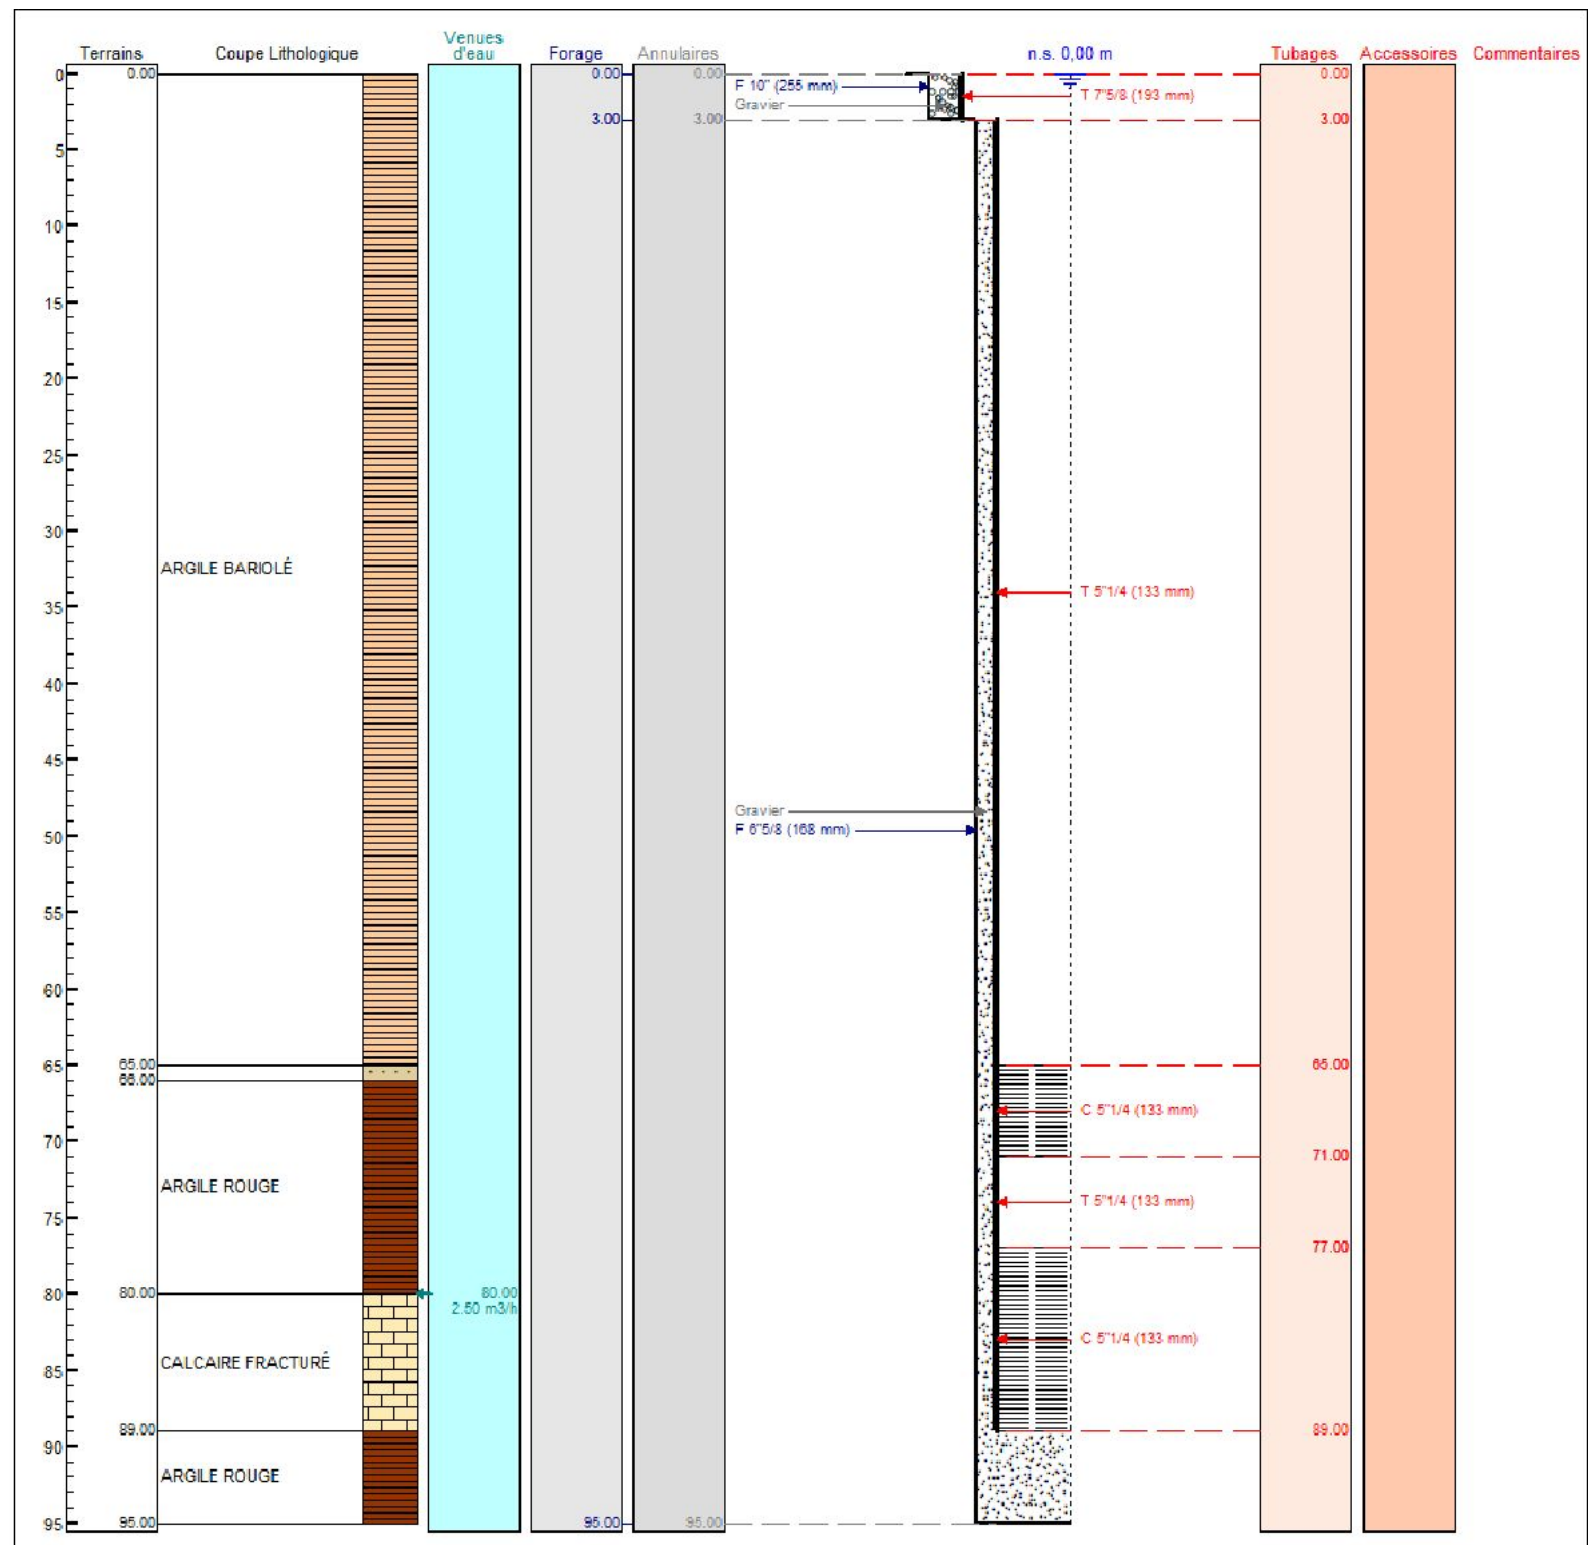 Terrains
Coupe Lithologique
Venues
d'eau
Forage
Annulaires
n.s. 0,00 m
Tubages
Accessoires
Commentaires
0
0.00
0.00
0.00
0.00
F 10" (255 mm)
T 7"5/8 (193 mm)
Gravier
3.00
3.00
3.00
5
10
15
20
25
30
ARGILE BARIOLÉ
T 5"1/4 (133 mm)
35
40
45
Gravier
F 6"5/8 (168 mm)
50
55
60
65
65.00
65.00
66.00
C 5"1/4 (133 mm)
70
71.00
ARGILE ROUGE
T 5"1/4 (133 mm)
75
77.00
80
80.00
80.00
2.50 m3/h
C 5"1/4 (133 mm)
CALCAIRE FRACTURÉ
85
89.00
89.00
90
ARGILE ROUGE
95
95.00
95.00
95.00